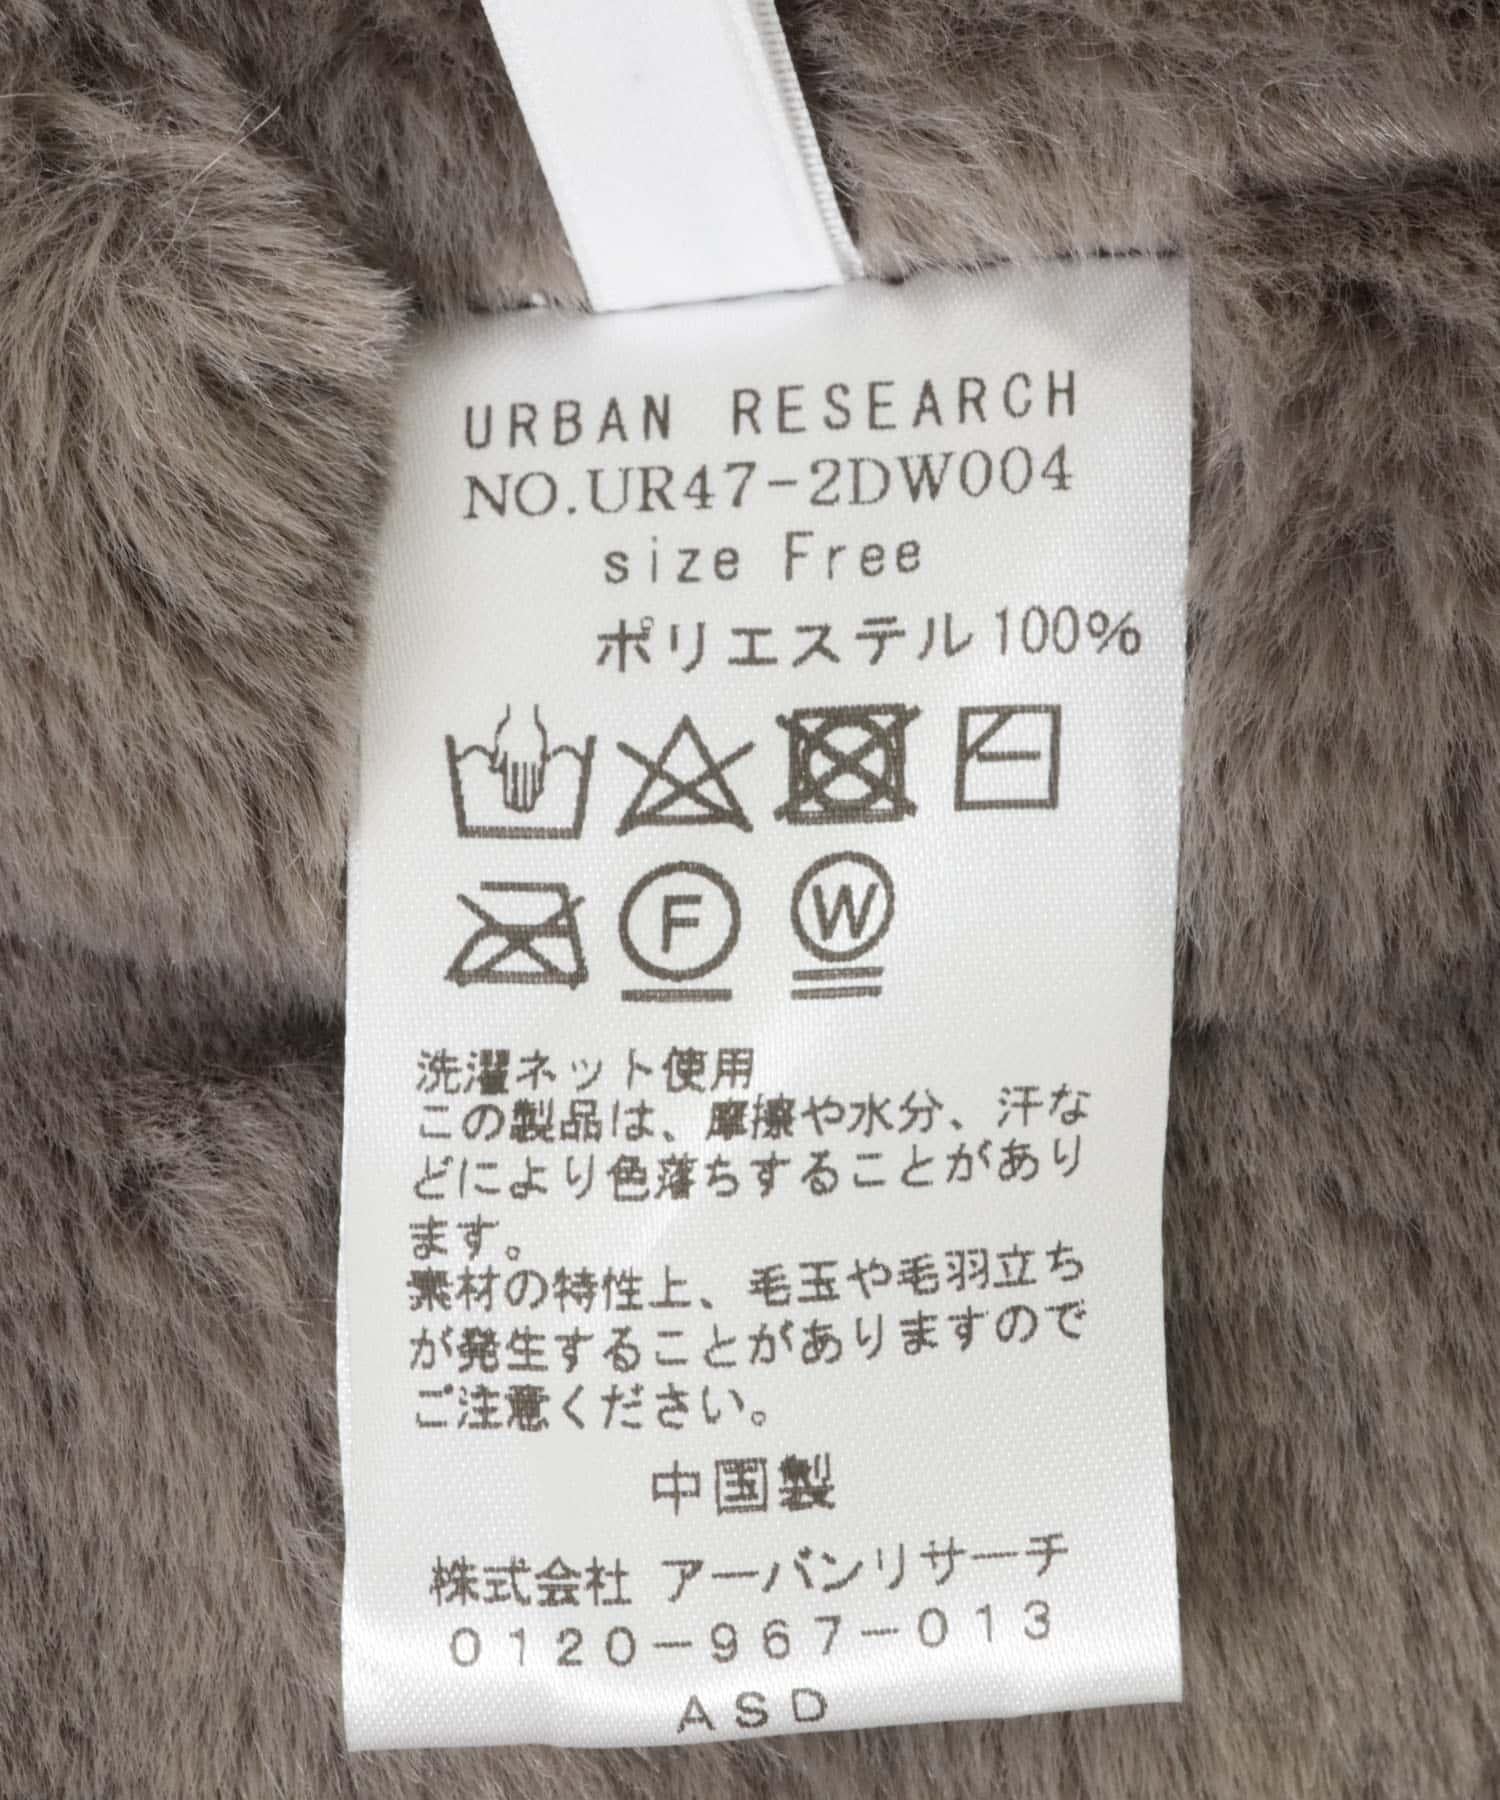 URBAN RESEARCH
NO.UR47-2DW004
size Free
ポリエステル100%
F
W
洗濯ネット使用
この製品は、摩擦や水分、汗な
どにより色落ちすることがあり
ます。
素材の特性上、毛玉や毛羽立ち
が発生することがありますので
ご注意ください。
中国製
株式会社 アーバンリサーチ
0120-967-013
ASD